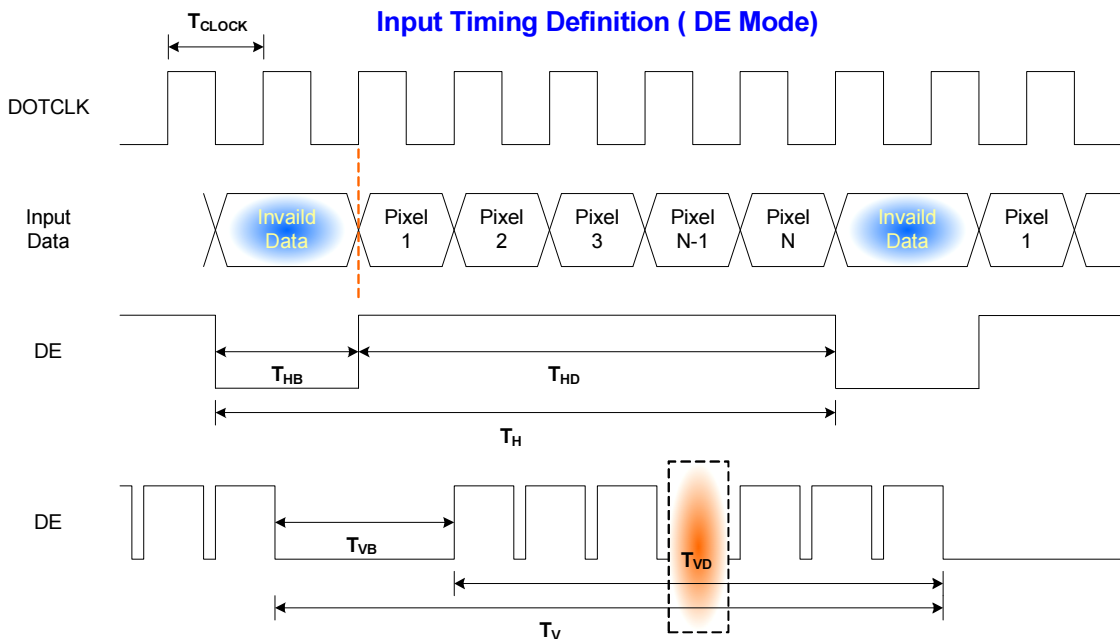 Input Timing Definition ( DE Mode)
TCLOCK
DOTCLK
Input
Data
Invaild
Data
Pixel
1
Pixel
2
Pixel
3
Pixel
N-1
Pixel
N
Invaild
Data
Pixel
1
DE
THB
THD
TH
DE
TVB
TVD
TV